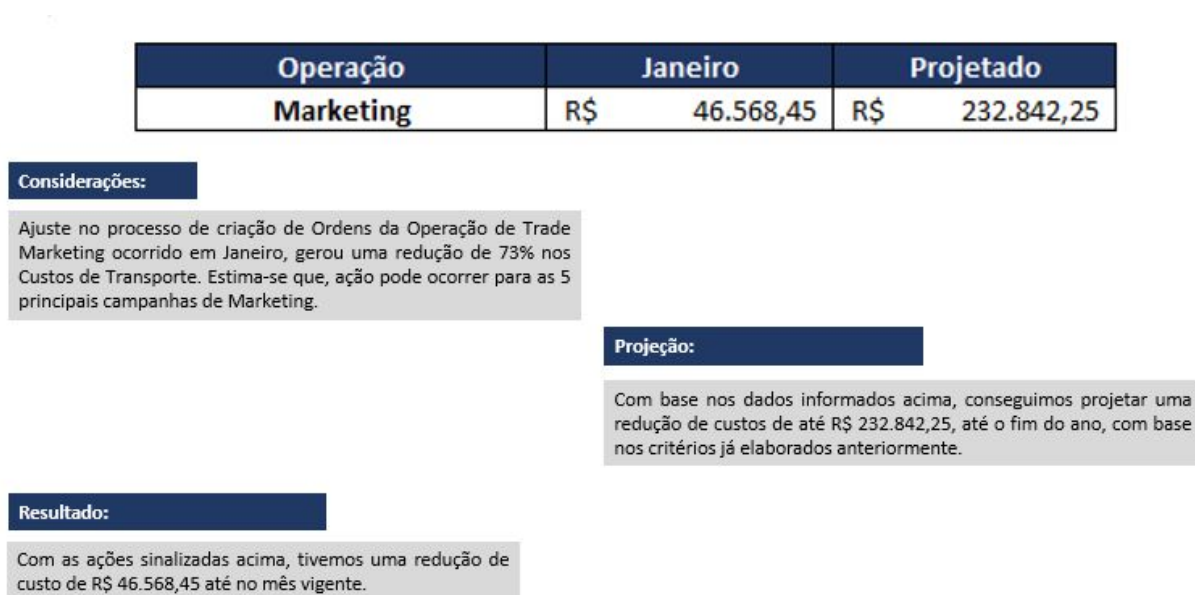 Operação Janeiro Projetado
Marketing R$ 46.568,45 R$ 232.842,25
Considerações:
Ajuste no processo de criação de Ordens da Operação de Trade
Marketing ocorrido em Janeiro, gerou uma redução de 73% nos
Custos de Transporte. Estima-se que, ação pode ocorrer para as 5
principais campanhas de Marketing.
Projeção:
Com base nos dados informados acima, conseguimos projetar uma
redução de custos de até R$ 232.842,25, até o fim do ano, com base
nos critérios já elaborados anteriormente.
Resultado:
Com as ações sinalizadas acima, tivemos uma redução de
custo de R$ 46.568,45 até no mês vigente.